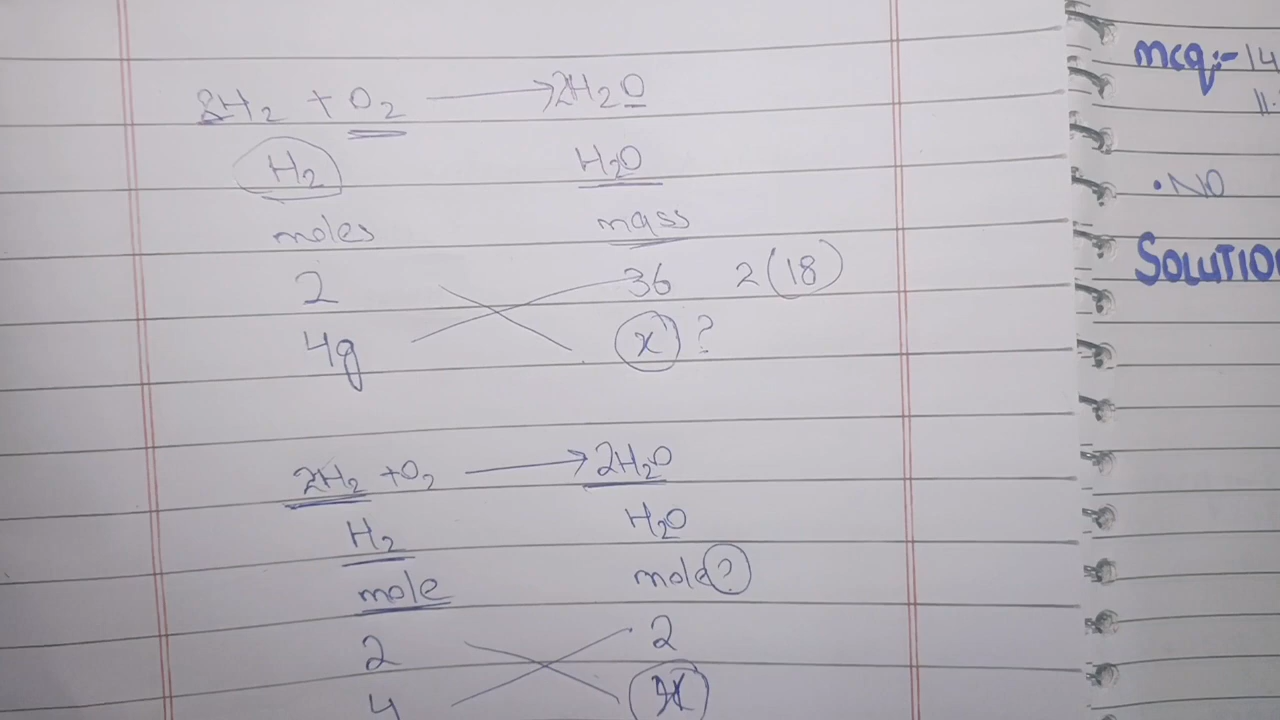 2H₂ + O₂ → 2H₂O
H₂ H₂O
moles mass
2 36 2(18)
4g x ?
2H₂ + O₂ → 2H₂O
H₂ H₂O
mole mole?
2 2
4 x
mcq:- 14
11.
• NO
SOLUTIO